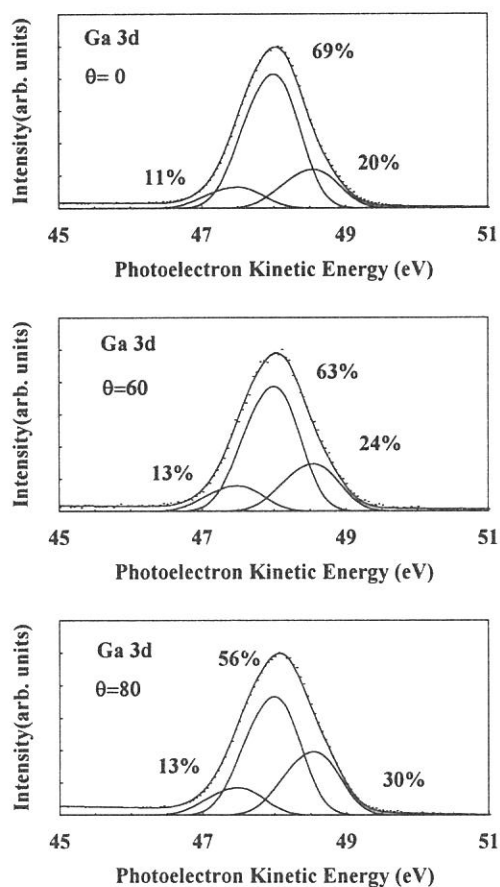 Ga 3d
θ= 0
69%
11%
20%
Intensity(arb. units)
45 47 49 51
Photoelectron Kinetic Energy (eV)
Ga 3d
θ=60
63%
24%
13%
Intensity(arb. units)
45 47 49 51
Photoelectron Kinetic Energy (eV)
Ga 3d
θ=80
56%
13%
30%
Intensity(arb. units)
45 47 49 51
Photoelectron Kinetic Energy (eV)